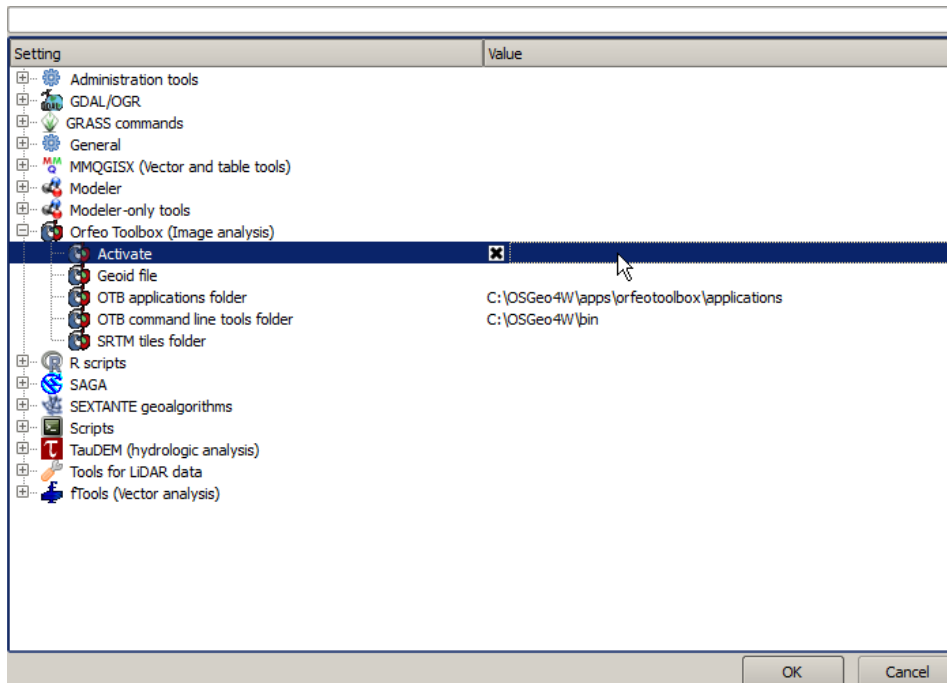 Setting Value
Administration tools
GDAL/OGR
GRASS commands
General
MMQGISX (Vector and table tools)
Modeler
Modeler-only tools
Orfeo Toolbox (Image analysis)
Activate
Geoid file
OTB applications folder C:\OSGeo4W\apps\orfeotoolbox\applications
OTB command line tools folder C:\OSGeo4W\bin
SRTM tiles folder
R scripts
SAGA
SEXTANTE geoalgorithms
Scripts
TauDEM (hydrologic analysis)
Tools for LiDAR data
fTools (Vector analysis)
OK Cancel